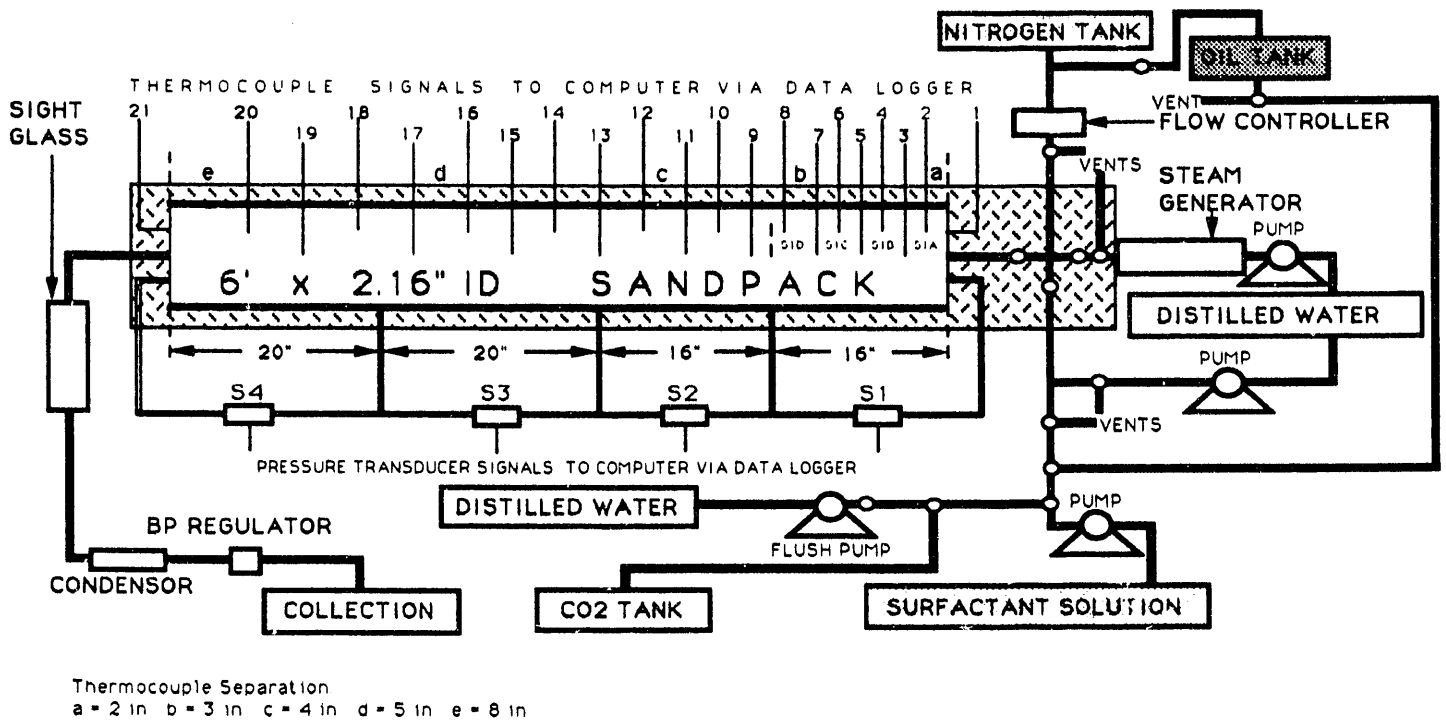 NITROGEN TANK
OIL TANK
THERMOCOUPLE SIGNALS TO COMPUTER VIA DATA LOGGER
SIGHT
GLASS
21 20 19 18 17 16 15 14 13 12 11 10 9 8 7 6 5 4 3 2 1
VENT
FLOW CONTROLLER
VENTS
e d c b a
STEAM
GENERATOR
PUMP
S1D S1C S1B S1A
6' x 2.16" ID SANDPACK
DISTILLED WATER
20" 20" 16" 16"
PUMP
S4 S3 S2 S1
VENTS
PRESSURE TRANSDUCER SIGNALS TO COMPUTER VIA DATA LOGGER
DISTILLED WATER
PUMP
BP REGULATOR
FLUSH PUMP
CONDENSOR
COLLECTION
CO2 TANK
SURFACTANT SOLUTION
Thermocouple Separation
a = 2 in b = 3 in c = 4 in d = 5 in e = 8 in